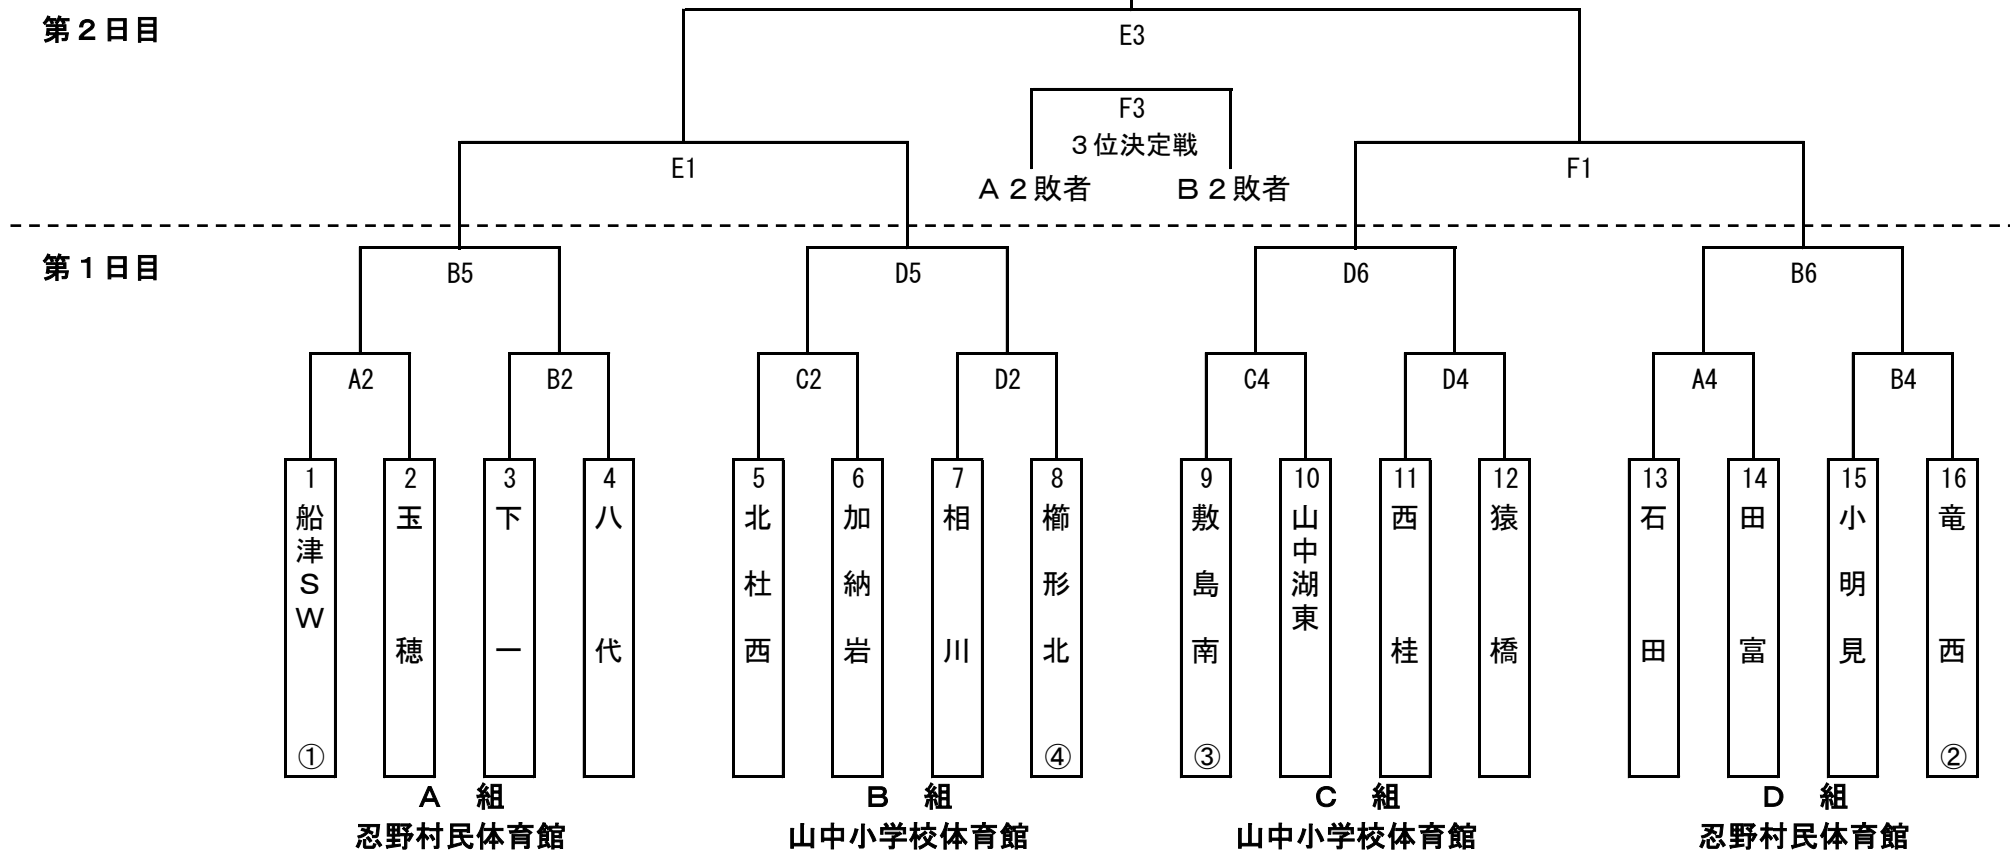 第２日目
E3
F3
３位決定戦
E1
F1
Ａ２敗者
Ｂ２敗者
第１日目
B5
D5
D6
B6
A2
B2
C2
D2
C4
D4
A4
B4
1
船津ＳＷ
①
2
玉穂
3
下一
4
八代
5
北杜西
6
加納岩
7
相川
8
櫛形北
④
9
敷島南
③
10
山中湖東
11
西桂
12
猿橋
13
石田
14
田富
15
小明見
16
竜西
②
Ａ　組
Ｂ　組
Ｃ　組
Ｄ　組
忍野村民体育館
山中小学校体育館
山中小学校体育館
忍野村民体育館